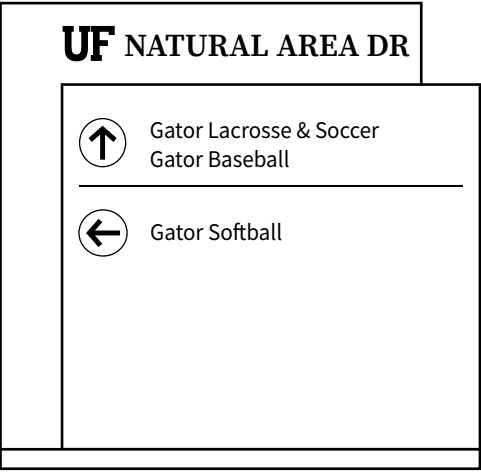 UF NATURAL AREA DR
Gator Lacrosse & Soccer
Gator Baseball
Gator Softball